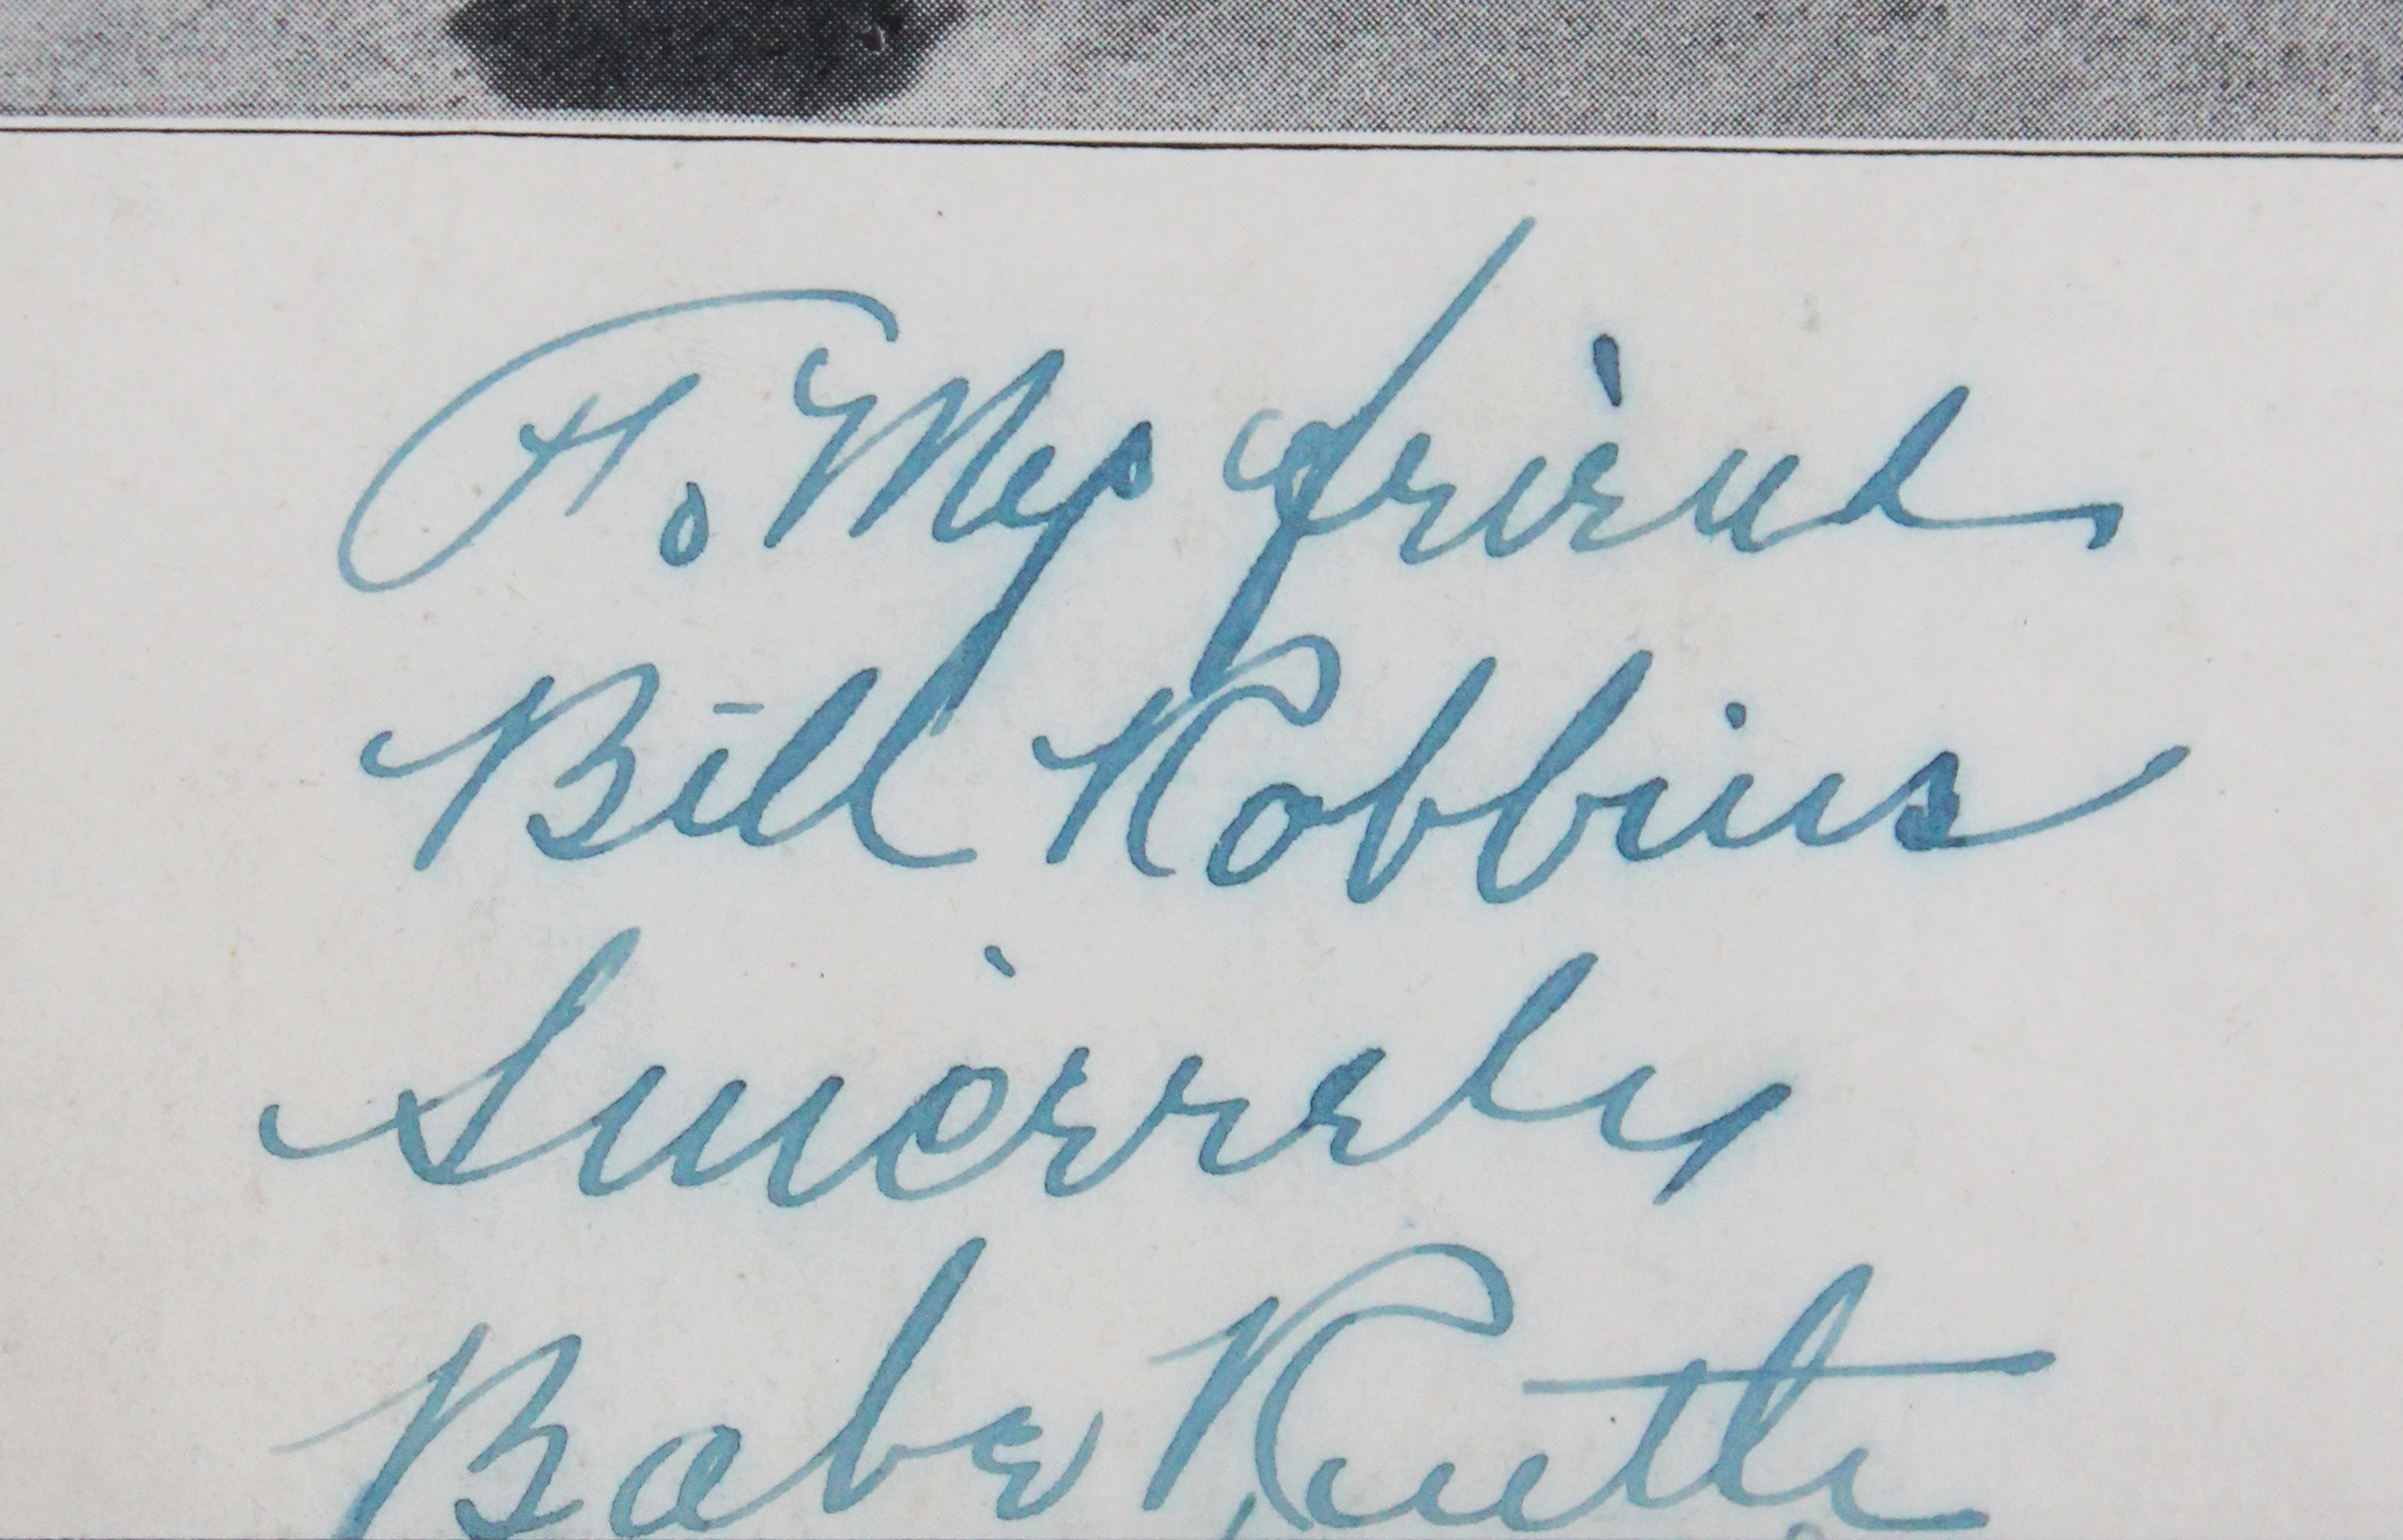 To My friend
Bill Robbins
Sincerely
Babe Ruth